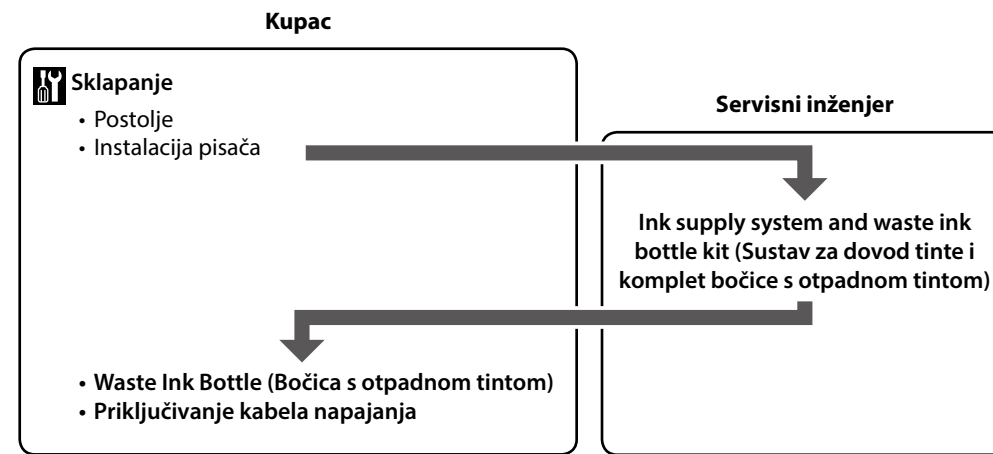 Kupac
Sklapanje
• Postolje
• Instalacija pisača
Servisni inženjer
Ink supply system and waste ink
bottle kit (Sustav za dovod tinte i
komplet bočice s otpadnom tintom)
• Waste Ink Bottle (Bočica s otpadnom tintom)
• Priključivanje kabela napajanja